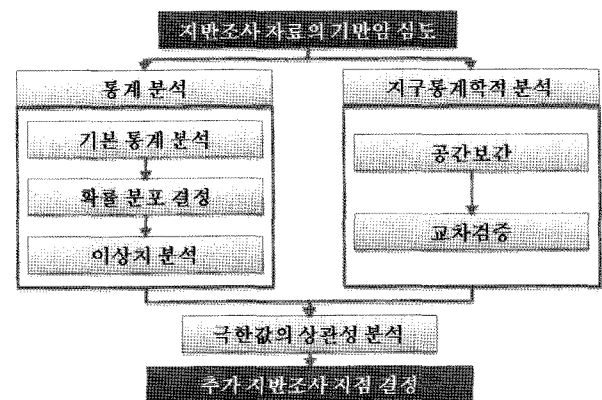 지반조사 자료의 기반암 심도
통계 분석
기본 통계 분석
확률 분포 결정
이상치 분석
지구통계학적 분석
공간보간
교차검증
극한값의 상관성 분석
추가 지반조사 지점 결정